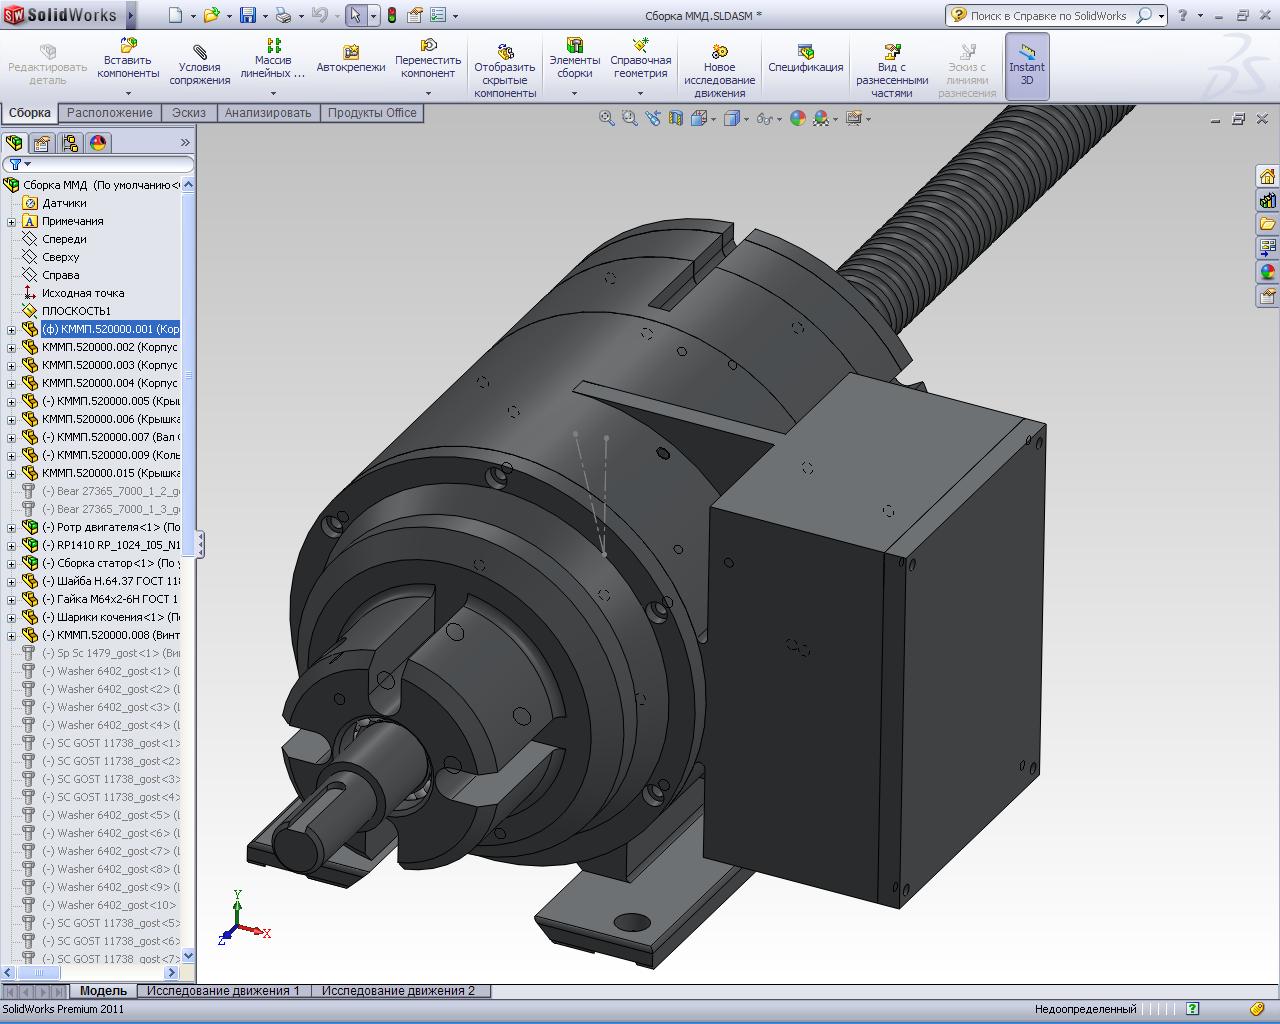 SolidWorks
Сборка ММД.SLDASM *
Поиск в Справке по SolidWorks
Редактировать деталь
Вставить компоненты
Условия сопряжения
Массив линейных ...
Автокрепежи
Переместить компонент
Отобразить скрытые компоненты
Элементы сборки
Справочная геометрия
Новое исследование движения
Спецификация
Вид с разнесенными частями
Эскиз с линиями разнесения
Instant 3D
Сборка
Расположение
Эскиз
Анализировать
Продукты Office
Сборка ММД (По умолчанию<
Датчики
Примечания
Спереди
Сверху
Справа
Исходная точка
ПЛОСКОСТЬ1
(ф) КММП.520000.001 (Кор
КММП.520000.002 (Корпус
КММП.520000.003 (Корпус
КММП.520000.004 (Корпус
(-) КММП.520000.005 (Кры
КММП.520000.006 (Крышка
(-) КММП.520000.007 (Вал
(-) КММП.520000.009 (Коль
КММП.520000.015 (Крышка
(-) Bear 27365_7000_1_2_g
(-) Bear 27365_7000_1_3_g
(-) Ротр двигателя<1> (По
(-) RP1410 RP_1024_I05_N1
(-) Сборка статор<1> (По у
(-) Шайба Н.64.37 ГОСТ 118
(-) Гайка М64х2-6Н ГОСТ 1
(-) Шарики кочения<1> (По
(-) КММП.520000.008 (Винт
(-) Sp Sc 1479_gost<1> (Ви
(-) Washer 6402_gost<1> (
(-) Washer 6402_gost<2> (
(-) Washer 6402_gost<3> (
(-) Washer 6402_gost<4> (
(-) SC GOST 11738_gost<1>
(-) SC GOST 11738_gost<2>
(-) SC GOST 11738_gost<3>
(-) SC GOST 11738_gost<4>
(-) Washer 6402_gost<5> (
(-) Washer 6402_gost<6> (
(-) Washer 6402_gost<7> (
(-) Washer 6402_gost<8> (
(-) Washer 6402_gost<9> (
(-) Washer 6402_gost<10>
(-) SC GOST 11738_gost<5>
(-) SC GOST 11738_gost<6>
(-) SC GOST 11738_gost<7>
Y
X
Z
Модель
Исследование движения 1
Исследование движения 2
SolidWorks Premium 2011
Недоопределенный